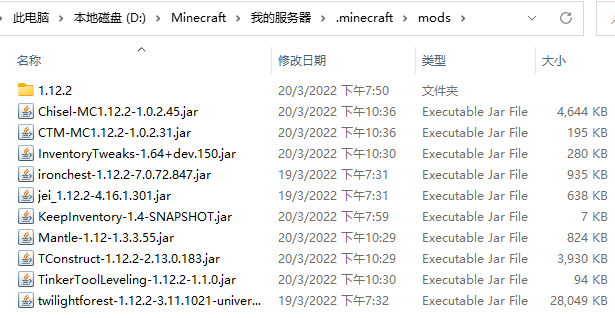 此电脑 > 本地磁盘 (D:) > Minecraft > 我的服务器 > .minecraft > mods >
名称 修改日期 类型 大小
1.12.2 20/3/2022 下午7:50 文件夹
Chisel-MC1.12.2-1.0.2.45.jar 20/3/2022 下午10:36 Executable Jar File 4,644 KB
CTM-MC1.12.2-1.0.2.31.jar 20/3/2022 下午10:36 Executable Jar File 195 KB
InventoryTweaks-1.64+dev.150.jar 20/3/2022 下午10:30 Executable Jar File 280 KB
ironchest-1.12.2-7.0.72.847.jar 19/3/2022 下午7:31 Executable Jar File 935 KB
jei_1.12.2-4.16.1.301.jar 19/3/2022 下午7:31 Executable Jar File 638 KB
KeepInventory-1.4-SNAPSHOT.jar 20/3/2022 下午7:59 Executable Jar File 7 KB
Mantle-1.12-1.3.3.55.jar 20/3/2022 下午10:29 Executable Jar File 824 KB
TConstruct-1.12.2-2.13.0.183.jar 20/3/2022 下午10:29 Executable Jar File 3,930 KB
TinkerToolLeveling-1.12.2-1.1.0.jar 20/3/2022 下午10:30 Executable Jar File 94 KB
twilightforest-1.12.2-3.11.1021-univer... 19/3/2022 下午7:32 Executable Jar File 28,049 KB